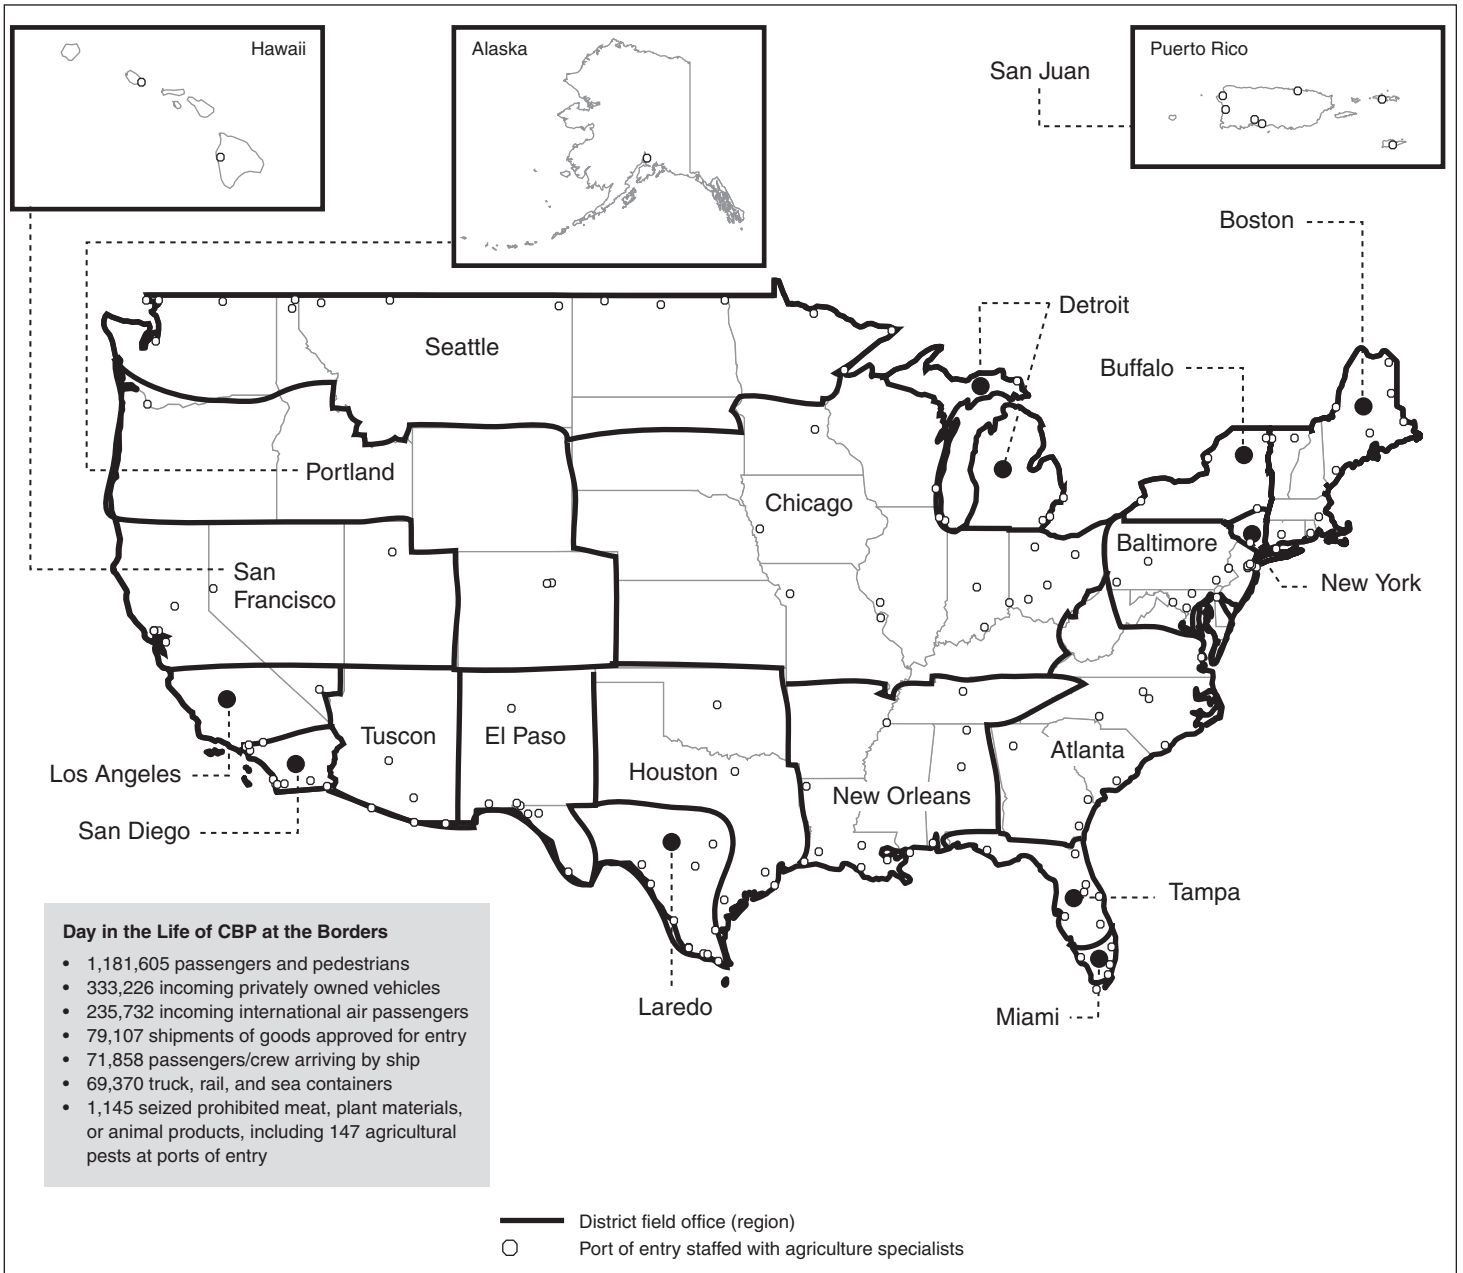 Hawaii
Alaska
Puerto Rico
San Juan
Boston
Detroit
Seattle
Buffalo
Portland
Chicago
Baltimore
San
Francisco
New York
Tuscon
El Paso
Atlanta
Los Angeles
Houston
New Orleans
San Diego
Tampa
Laredo
Miami
Day in the Life of CBP at the Borders
• 1,181,605 passengers and pedestrians
• 333,226 incoming privately owned vehicles
• 235,732 incoming international air passengers
• 79,107 shipments of goods approved for entry
• 71,858 passengers/crew arriving by ship
• 69,370 truck, rail, and sea containers
• 1,145 seized prohibited meat, plant materials,
or animal products, including 147 agricultural
pests at ports of entry
District field office (region)
Port of entry staffed with agriculture specialists